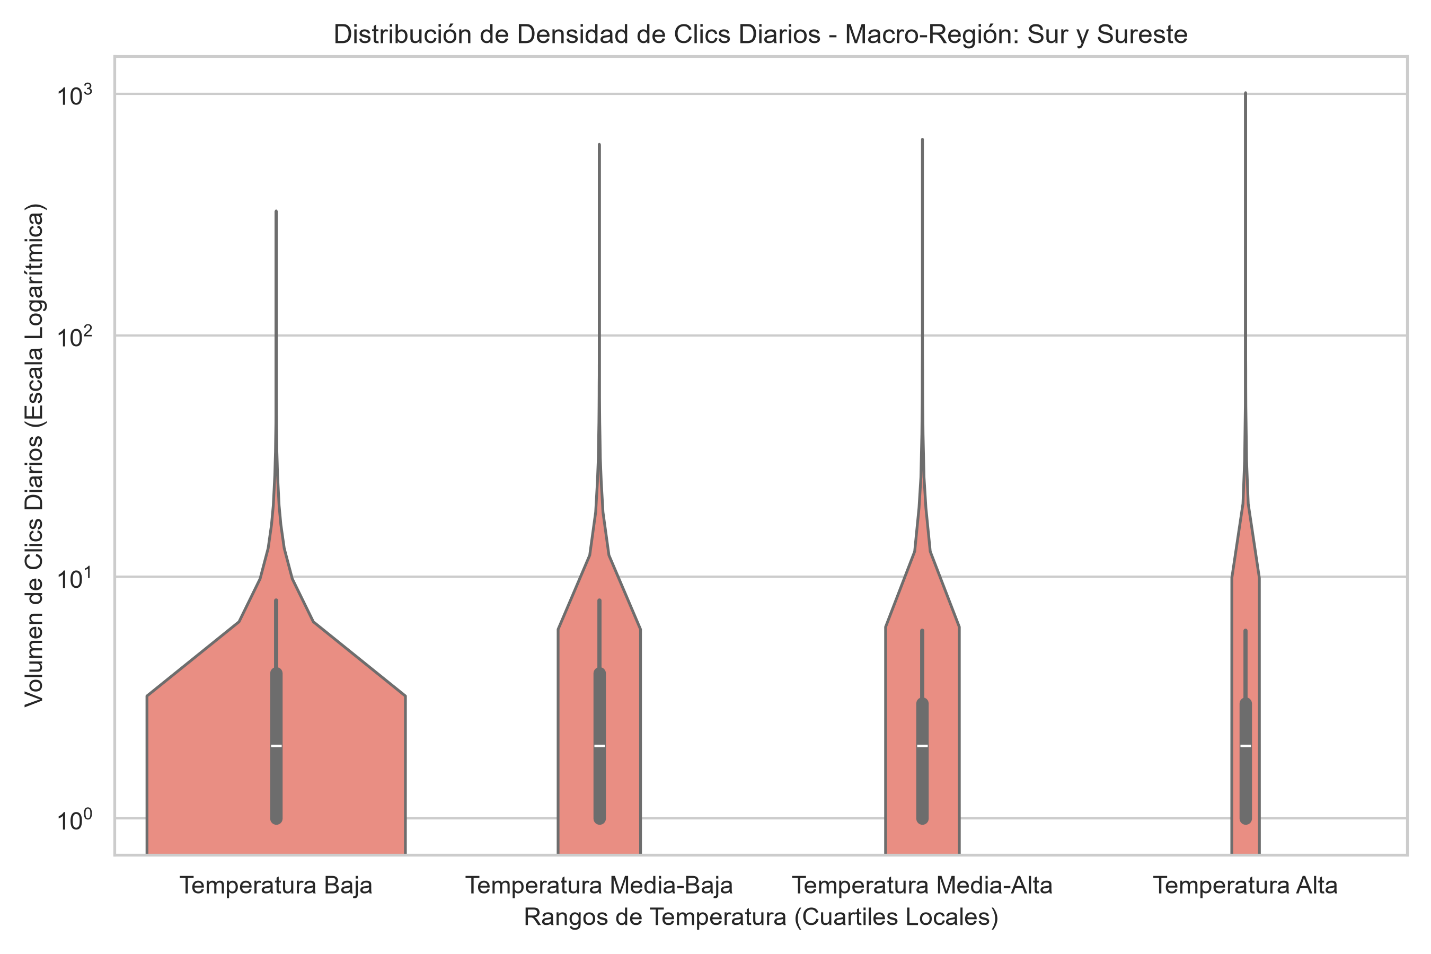 Distribución de Densidad de Clics Diarios - Macro-Región: Sur y Sureste
Volumen de Clics Diarios (Escala Logarítmica)
10³
10²
10¹
10⁰
Temperatura Baja Temperatura Media-Baja Temperatura Media-Alta Temperatura Alta
Rangos de Temperatura (Cuartiles Locales)